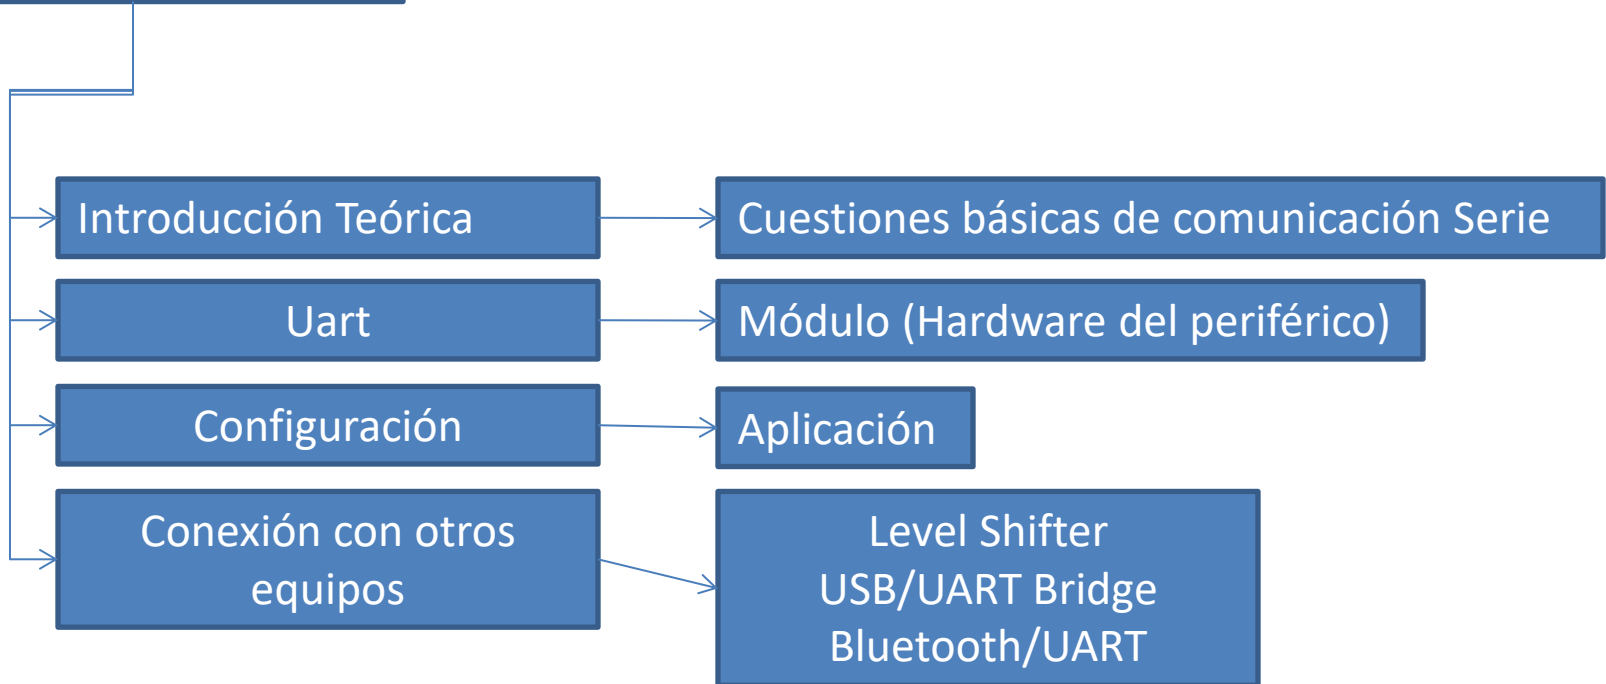 Introducción Teórica
Cuestiones básicas de comunicación Serie
Uart
Módulo (Hardware del periférico)
Configuración
Aplicación
Conexión con otros
equipos
Level Shifter
USB/UART Bridge
Bluetooth/UART